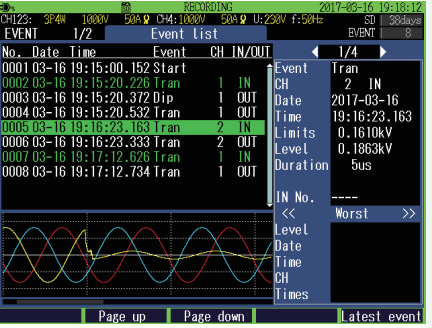 RECORDING 2017-03-16 19:18:12
CH123: 3P4W 1000V 50A CH4:1000V 50A U:230V f:50Hz SD 38days
EVENT 1/2 Event list EVENT 8
No. Date Time Event CH IN/OUT
0001 03-16 19:15:00.152 Start
0002 03-16 19:15:20.226 Tran 1 IN
0003 03-16 19:15:20.372 Dip 1 OUT
0004 03-16 19:15:20.532 Tran 1 OUT
0005 03-16 19:16:23.163 Tran 2 IN
0006 03-16 19:16:23.333 Tran 2 OUT
0007 03-16 19:17:12.626 Tran 1 IN
0008 03-16 19:17:12.734 Tran 1 OUT
1/4
Event Tran
CH 2 IN
Date 2017-03-16
Time 19:16:23.163
Limits 0.1610kV
Level 0.1863kV
Duration 5us
IN No. ----
<< Worst >>
Level
Date
Time
CH
Times
Page up Page down Latest event